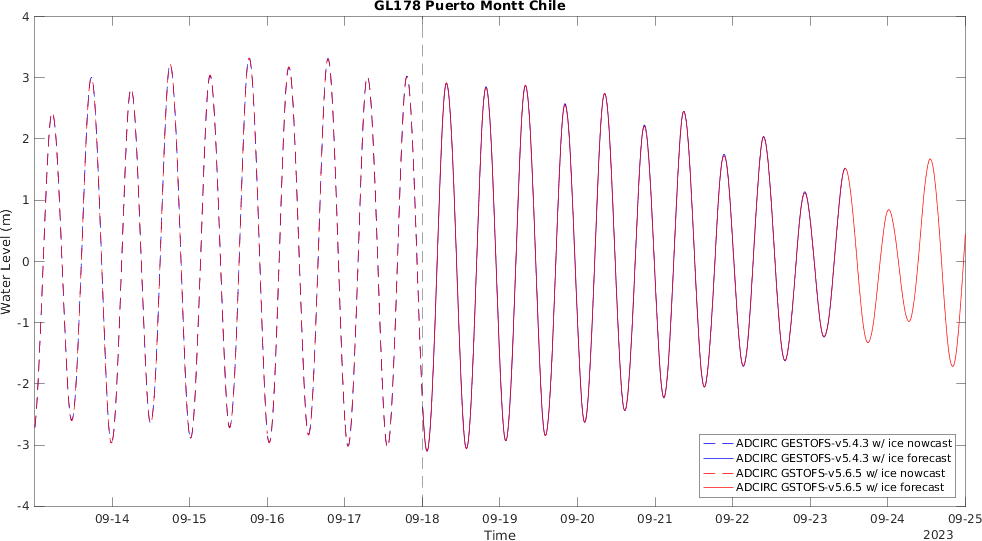 GL178 Puerto Montt Chile
4
3
2
1
0
-1
-2
-3
-4
Water Level (m)
ADCIRC GESTOFS-v5.4.3 w/ ice nowcast
ADCIRC GESTOFS-v5.4.3 w/ ice forecast
ADCIRC GSTOFS-v5.6.5 w/ ice nowcast
ADCIRC GSTOFS-v5.6.5 w/ ice forecast
09-14 09-15 09-16 09-17 09-18 09-19 09-20 09-21 09-22 09-23 09-24 09-25
Time
2023